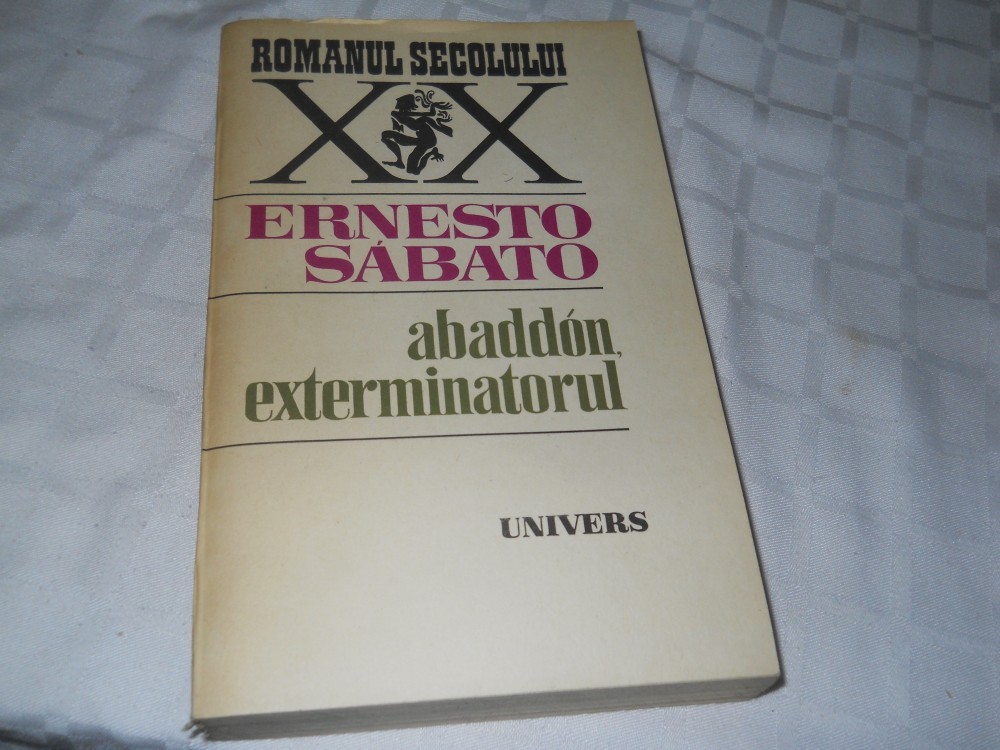 ROMANUL SECOLULUI
XX
ERNESTO
SÁBATO
abaddón,
exterminatorul
UNIVERS